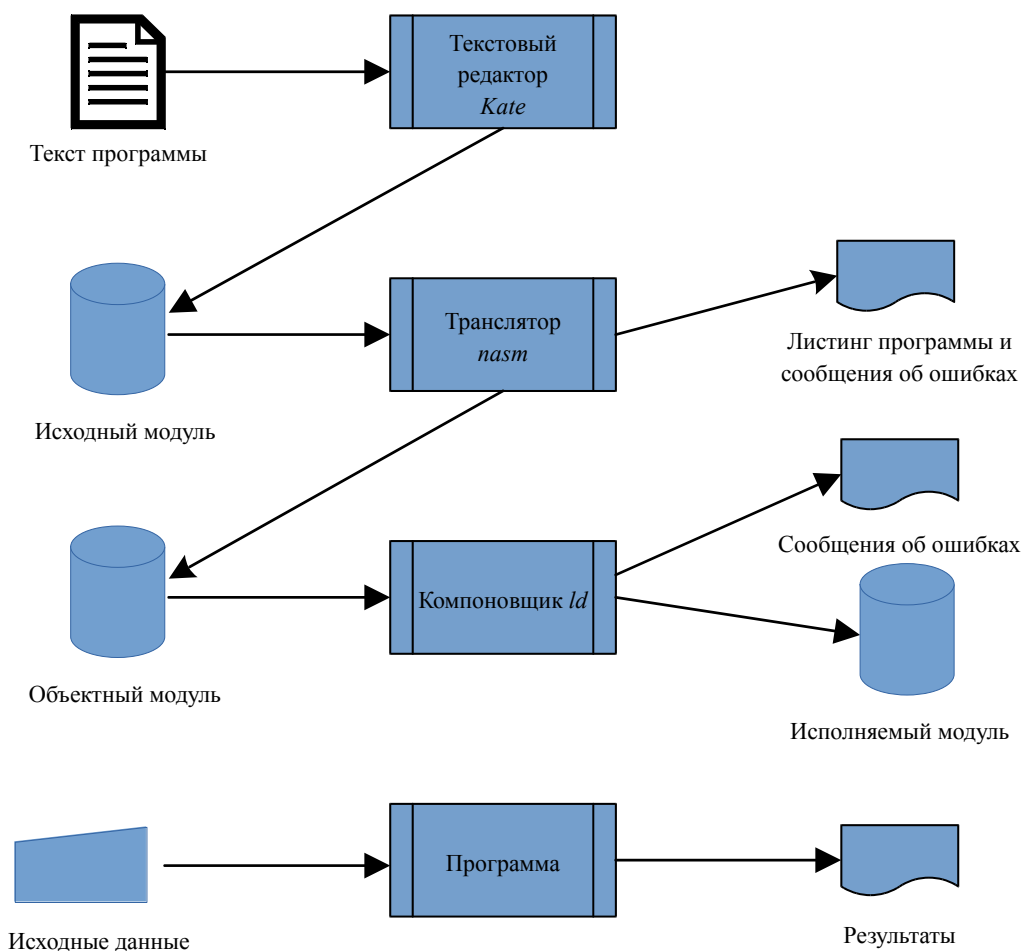 Текстовый
редактор
Kate
Текст программы
Транслятор
nasm
Листинг программы и
сообщения об ошибках
Исходный модуль
Сообщения об ошибках
Компоновщик ld
Объектный модуль
Исполняемый модуль
Программа
Исходные данные
Результаты